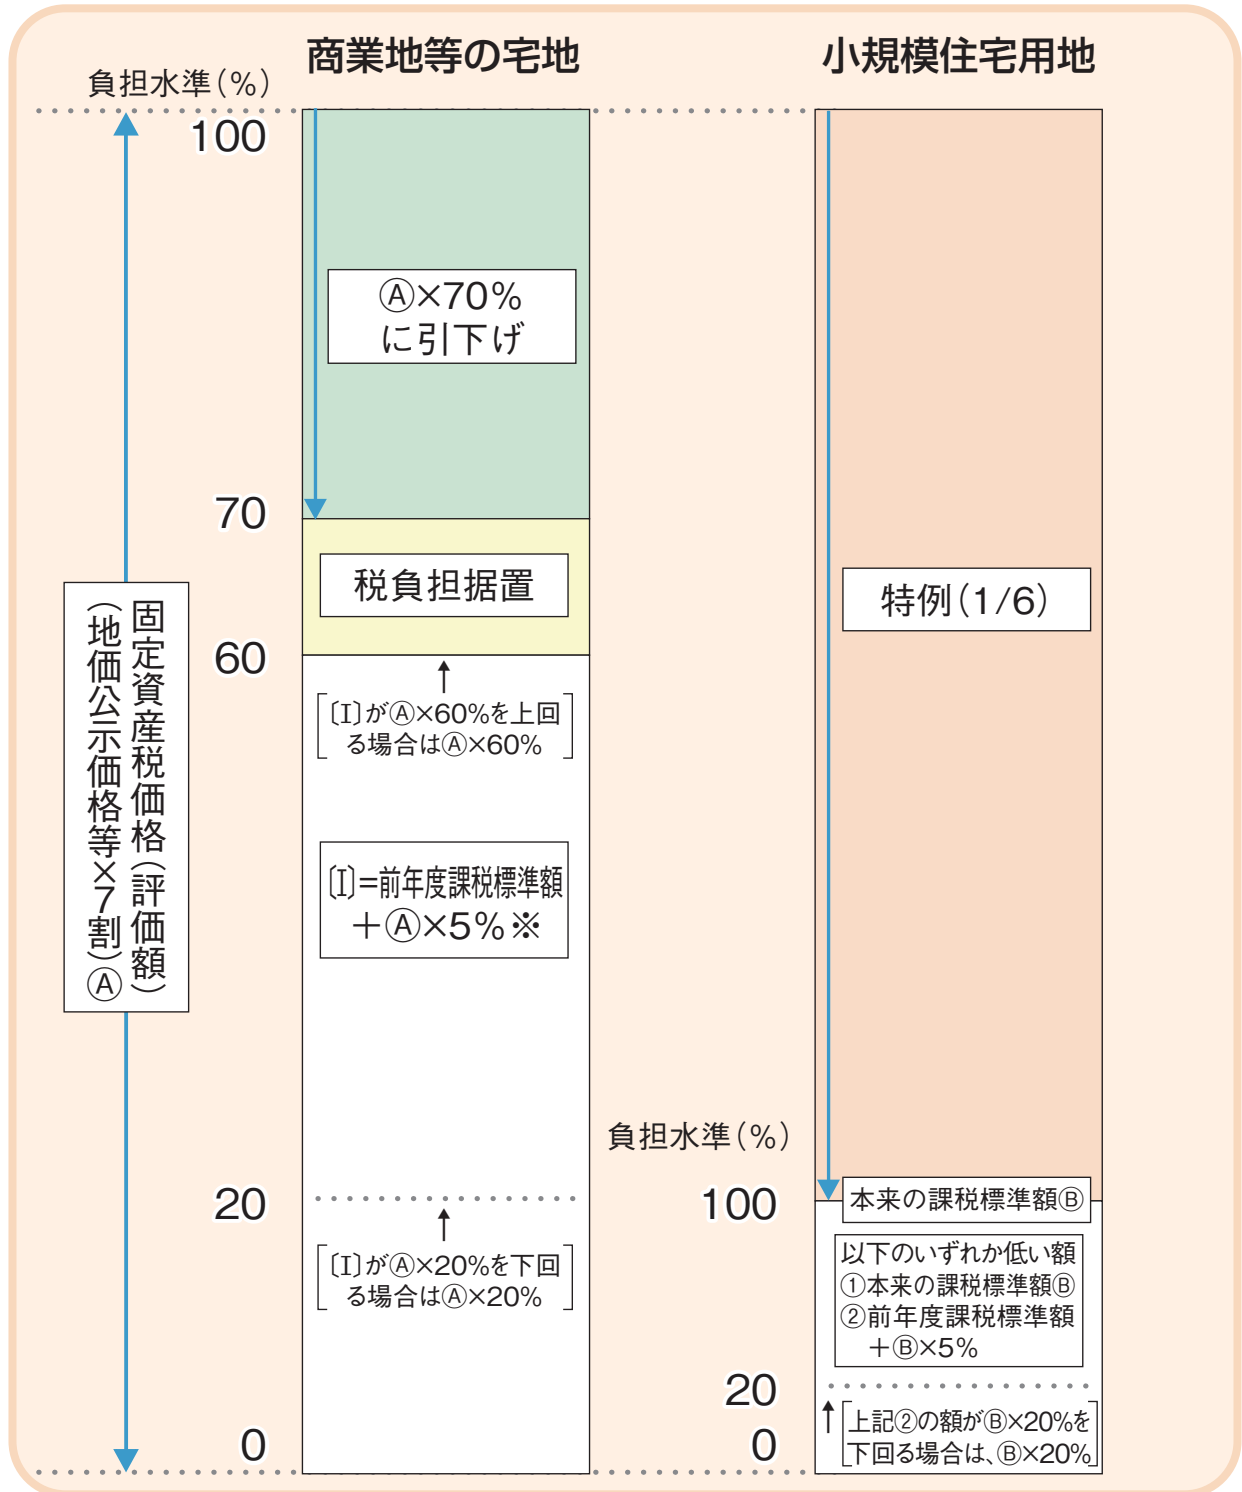 商業地等の宅地
小規模住宅用地
負担水準(%)
100
Ⓐ×70%
に引下げ
70
税負担据置
60
〔Ⅰ〕がⒶ×60%を上回
る場合はⒶ×60%
〔Ⅰ〕=前年度課税標準額
+Ⓐ×5%※
20
〔Ⅰ〕がⒶ×20%を下回
る場合はⒶ×20%
0
固定資産税価格(評価額)
(地価公示価格等×7割)Ⓐ
特例(1/6)
負担水準(%)
100
本来の課税標準額Ⓑ
以下のいずれか低い額
①本来の課税標準額Ⓑ
②前年度課税標準額
+Ⓑ×5%
20
上記②の額がⒷ×20%を
下回る場合は、Ⓑ×20%
0